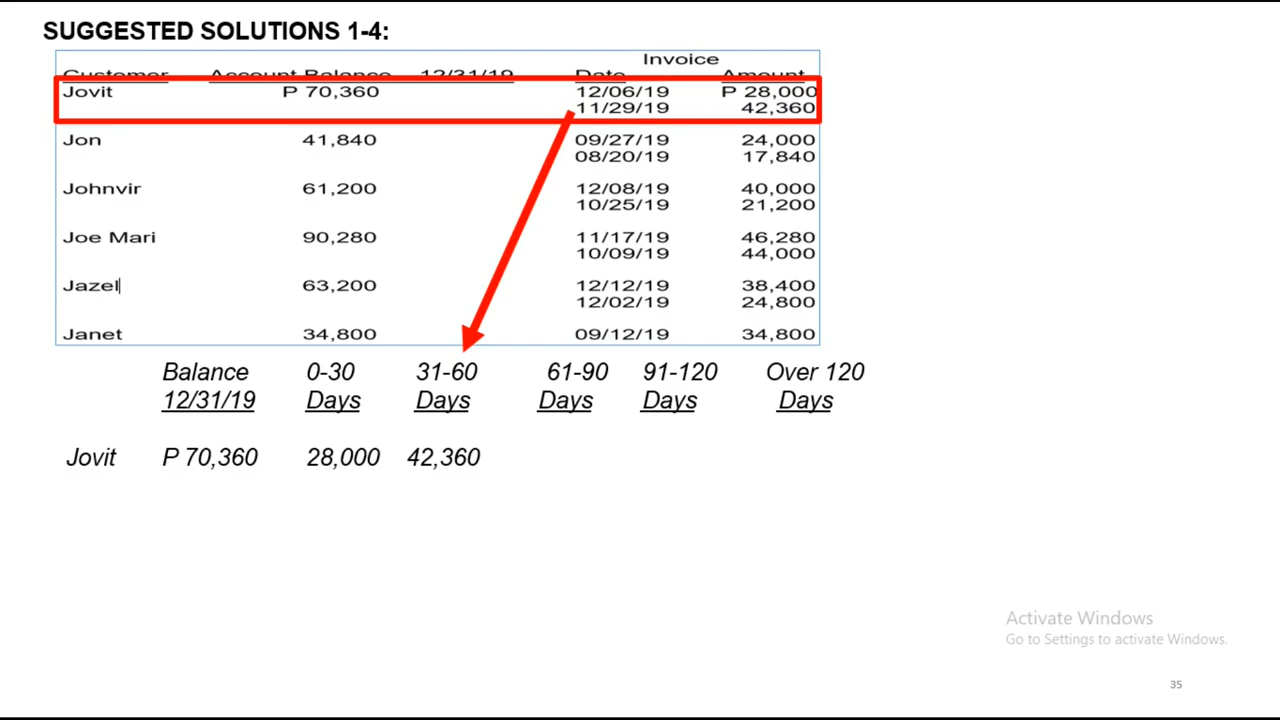 SUGGESTED SOLUTIONS 1-4:
Invoice
Customer Account Balance 12/31/19 Date Amount
Jovit P 70,360 12/06/19 P 28,000
11/29/19 42,360
Jon 41,840 09/27/19 24,000
08/20/19 17,840
Johnvir 61,200 12/08/19 40,000
10/25/19 21,200
Joe Mari 90,280 11/17/19 46,280
10/09/19 44,000
Jazel 63,200 12/12/19 38,400
12/02/19 24,800
Janet 34,800 09/12/19 34,800
Balance 0-30 31-60 61-90 91-120 Over 120
12/31/19 Days Days Days Days Days
Jovit P 70,360 28,000 42,360
Activate Windows
Go to Settings to activate Windows.
35